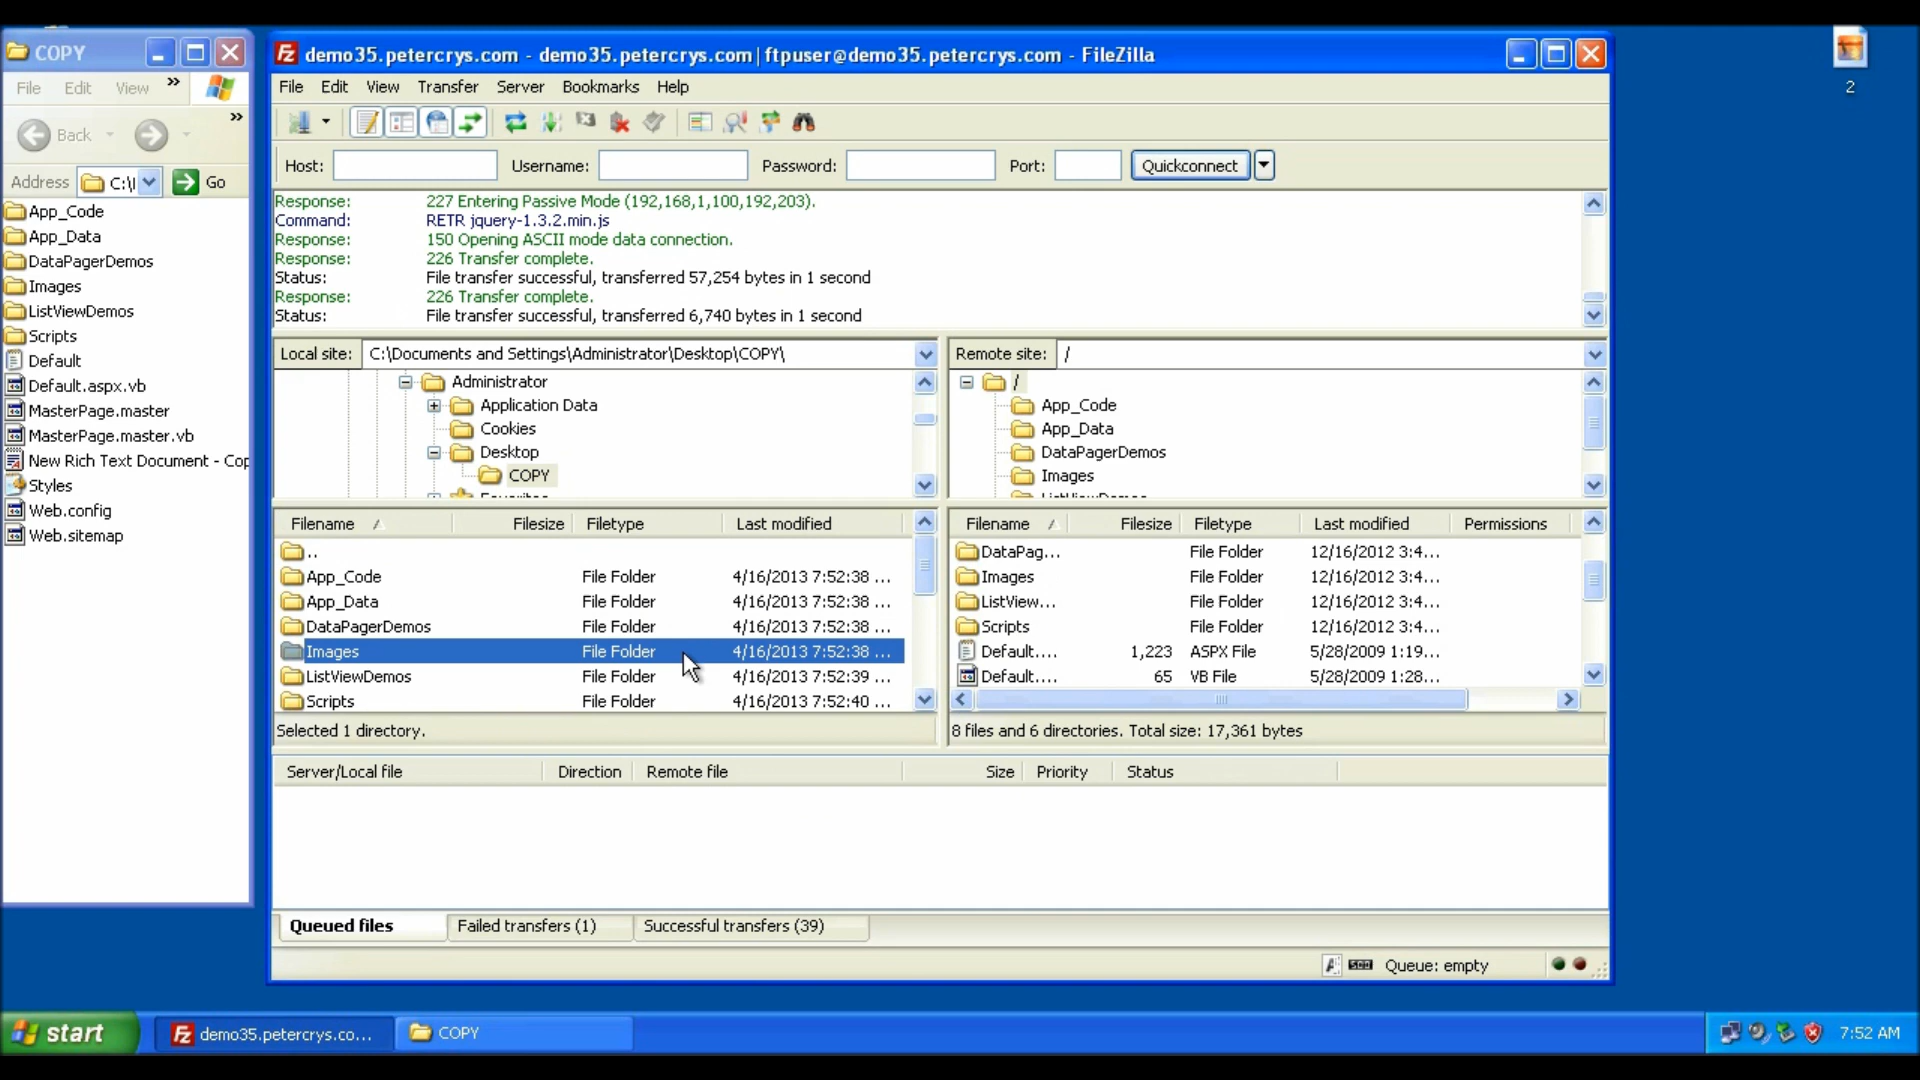 COPY
File Edit View »
»
Back
Address C:\I Go
App_Code
App_Data
DataPagerDemos
Images
ListViewDemos
Scripts
Default
Default.aspx.vb
MasterPage.master
MasterPage.master.vb
New Rich Text Document - Cop
Styles
Web.config
Web.sitemap
demo35.petercrys.com - demo35.petercrys.com | ftpuser@demo35.petercrys.com - FileZilla
File Edit View Transfer Server Bookmarks Help
Host: Username: Password: Port: Quickconnect
Response: 227 Entering Passive Mode (192,168,1,100,192,203).
Command: RETR jquery-1.3.2.min.js
Response: 150 Opening ASCII mode data connection.
Response: 226 Transfer complete.
Status: File transfer successful, transferred 57,254 bytes in 1 second
Response: 226 Transfer complete.
Status: File transfer successful, transferred 6,740 bytes in 1 second
Local site: C:\Documents and Settings\Administrator\Desktop\COPY\
Administrator
Application Data
Cookies
Desktop
COPY
Favorites
Filename Filesize Filetype Last modified
..
App_Code File Folder 4/16/2013 7:52:38 ...
App_Data File Folder 4/16/2013 7:52:38 ...
DataPagerDemos File Folder 4/16/2013 7:52:38 ...
Images File Folder 4/16/2013 7:52:38 ...
ListViewDemos File Folder 4/16/2013 7:52:39 ...
Scripts File Folder 4/16/2013 7:52:40 ...
Selected 1 directory.
Remote site: /
/
App_Code
App_Data
DataPagerDemos
Images
ListViewDemos
Filename Filesize Filetype Last modified Permissions
DataPag... File Folder 12/16/2012 3:4...
Images File Folder 12/16/2012 3:4...
ListView... File Folder 12/16/2012 3:4...
Scripts File Folder 12/16/2012 3:4...
Default.... 1,223 ASPX File 5/28/2009 1:19...
Default.... 65 VB File 5/28/2009 1:28...
8 files and 6 directories. Total size: 17,361 bytes
Server/Local file Direction Remote file Size Priority Status
Queued files Failed transfers (1) Successful transfers (39)
Queue: empty
2
start demo35.petercrys.co... COPY 7:52 AM